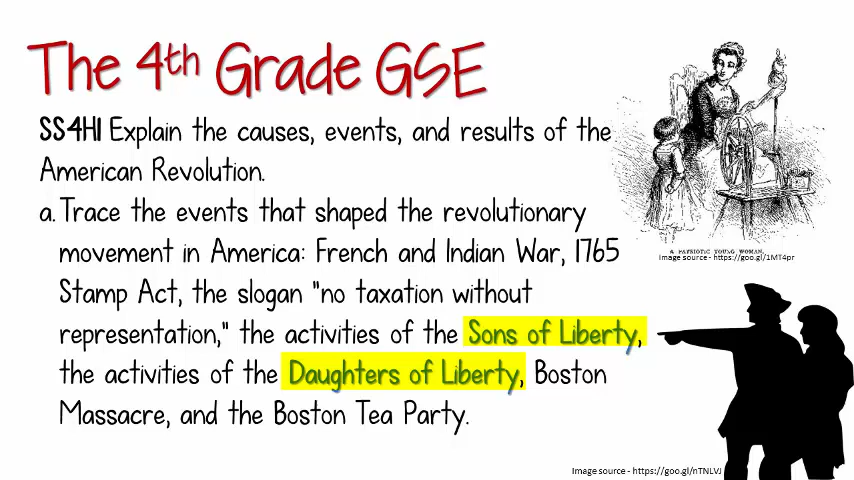 The 4th Grade GSE
SS4H1 Explain the causes, events, and results of the
American Revolution.
a. Trace the events that shaped the revolutionary
movement in America: French and Indian War, 1765
Stamp Act, the slogan "no taxation without
representation," the activities of the Sons of Liberty,
the activities of the Daughters of Liberty, Boston
Massacre, and the Boston Tea Party.
A PATRIOTIC YOUNG WOMAN.
Image source - https://goo.gl/1MT4pr
Image source - https://goo.gl/nTNLVJ